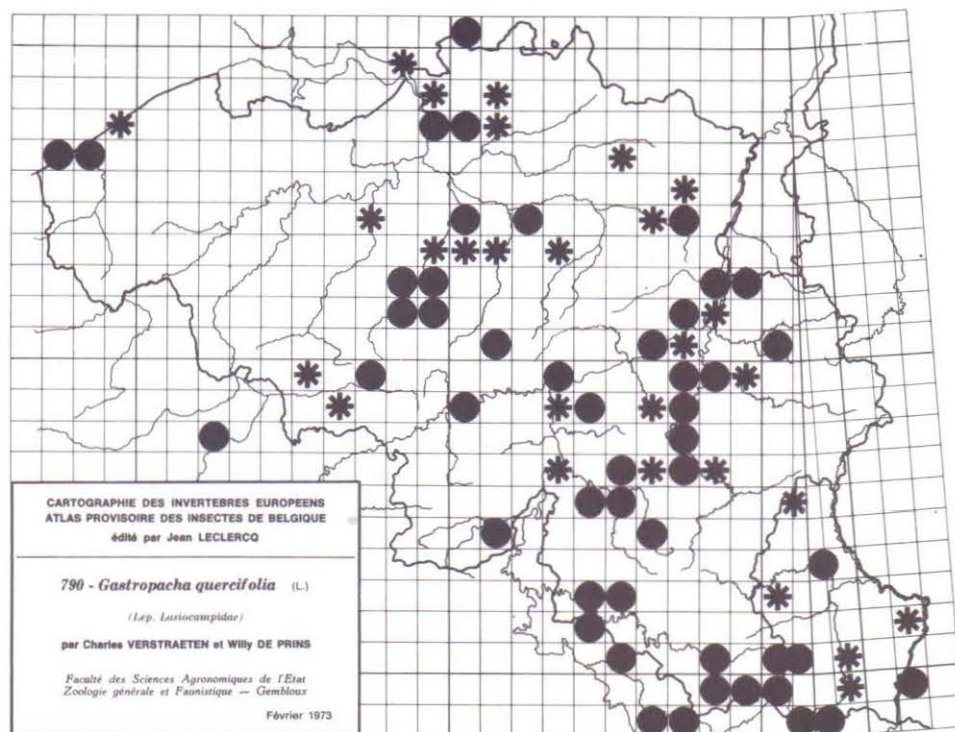 CARTOGRAPHIE DES INVERTEBRES EUROPEENS
ATLAS PROVISOIRE DES INSECTES DE BELGIQUE
édité par Jean LECLERCQ
790 - Gastropacha quercifolia (L.)
(Lep. Lasiocampidae)
par Charles VERSTRAETEN et Willy DE PRINS
Faculté des Sciences Agronomiques de l'Etat
Zoologie générale et Faunistique — Gembloux
Février 1973